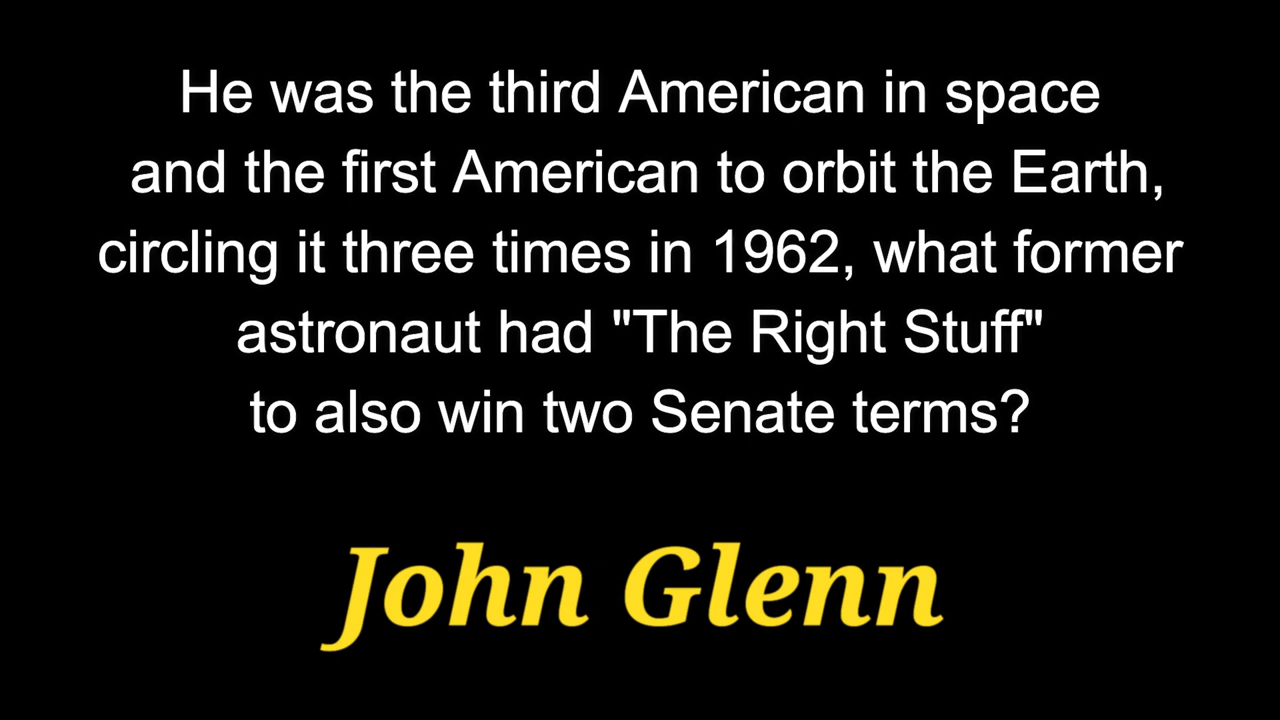 He was the third American in space
and the first American to orbit the Earth,
circling it three times in 1962, what former
astronaut had "The Right Stuff"
to also win two Senate terms?
John Glenn